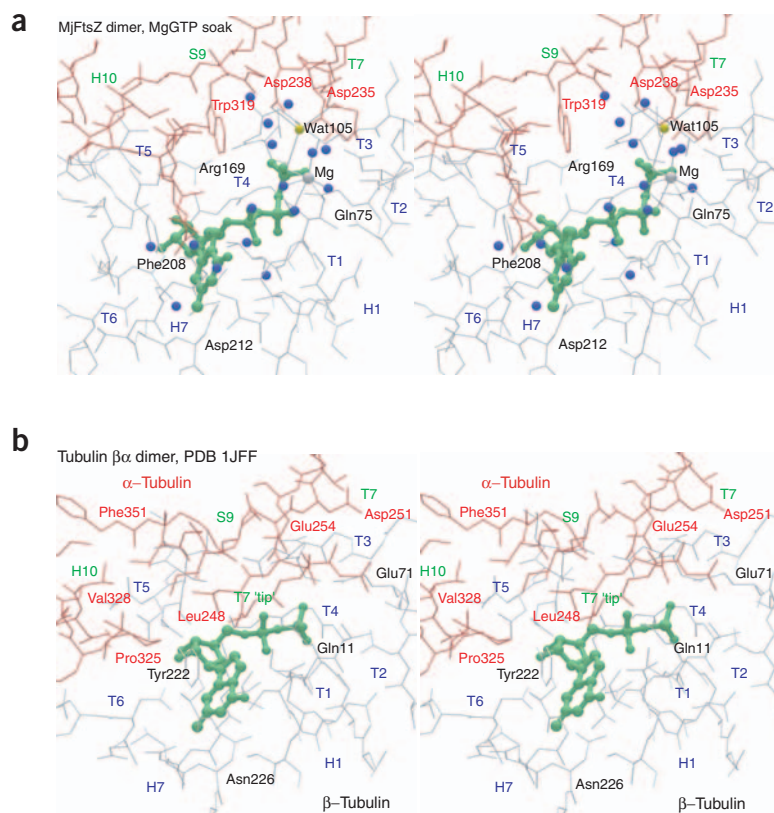 a
MjFtsZ dimer, MgGTP soak
S9
T7
H10
Asp238
Asp235
Trp319
Wat105
T5
T3
Arg169
Mg
T4
T2
Gln75
Phe208
T1
T6
H7
H1
Asp212
S9
T7
H10
Asp238
Asp235
Trp319
Wat105
T5
T3
Arg169
Mg
T4
T2
Gln75
Phe208
T1
T6
H7
H1
Asp212
b
Tubulin βα dimer, PDB 1JFF
α–Tubulin
T7
Phe351
S9
Asp251
Glu254
T3
H10
T5
Glu71
Val328
T7 'tip'
Leu248
T4
Gln11
Pro325
Tyr222
T2
T6
T1
H1
H7
Asn226
β–Tubulin
α–Tubulin
T7
Phe351
S9
Asp251
Glu254
T3
H10
T5
Glu71
Val328
T7 'tip'
Leu248
T4
Gln11
Pro325
Tyr222
T2
T6
T1
H1
H7
Asn226
β–Tubulin